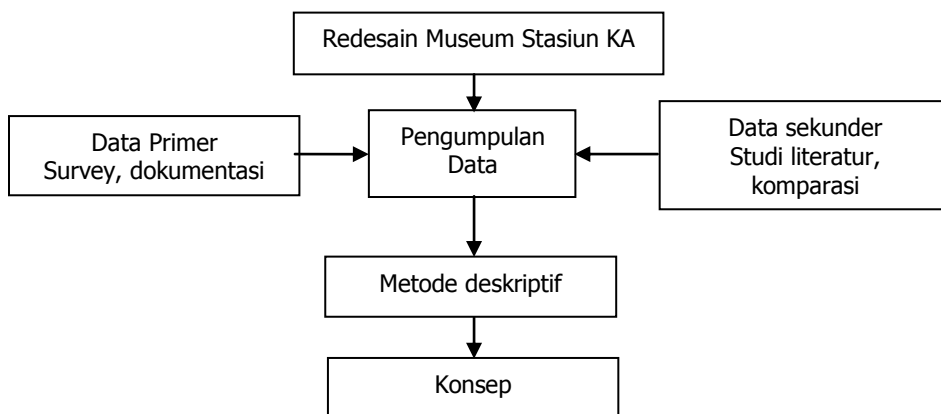 Redesain Museum Stasiun KA
Data Primer
Survey, dokumentasi
Pengumpulan
Data
Data sekunder
Studi literatur,
komparasi
Metode deskriptif
Konsep